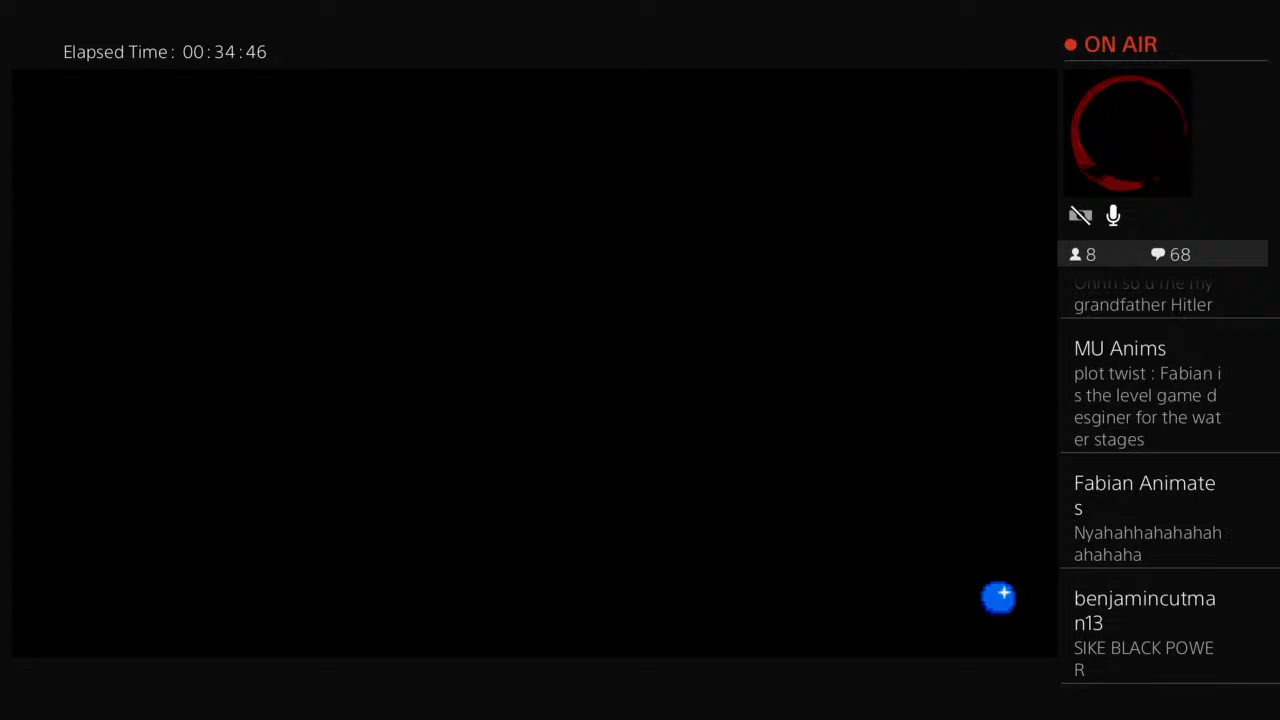 Elapsed Time: 00:34:46
ON AIR
8 68
grandfather Hitler
MU Anims
plot twist : Fabian i
s the level game d
esginer for the wat
er stages
Fabian Animate
s
Nyahahhahahahah
ahahaha
benjamincutma
n13
SIKE BLACK POWE
R